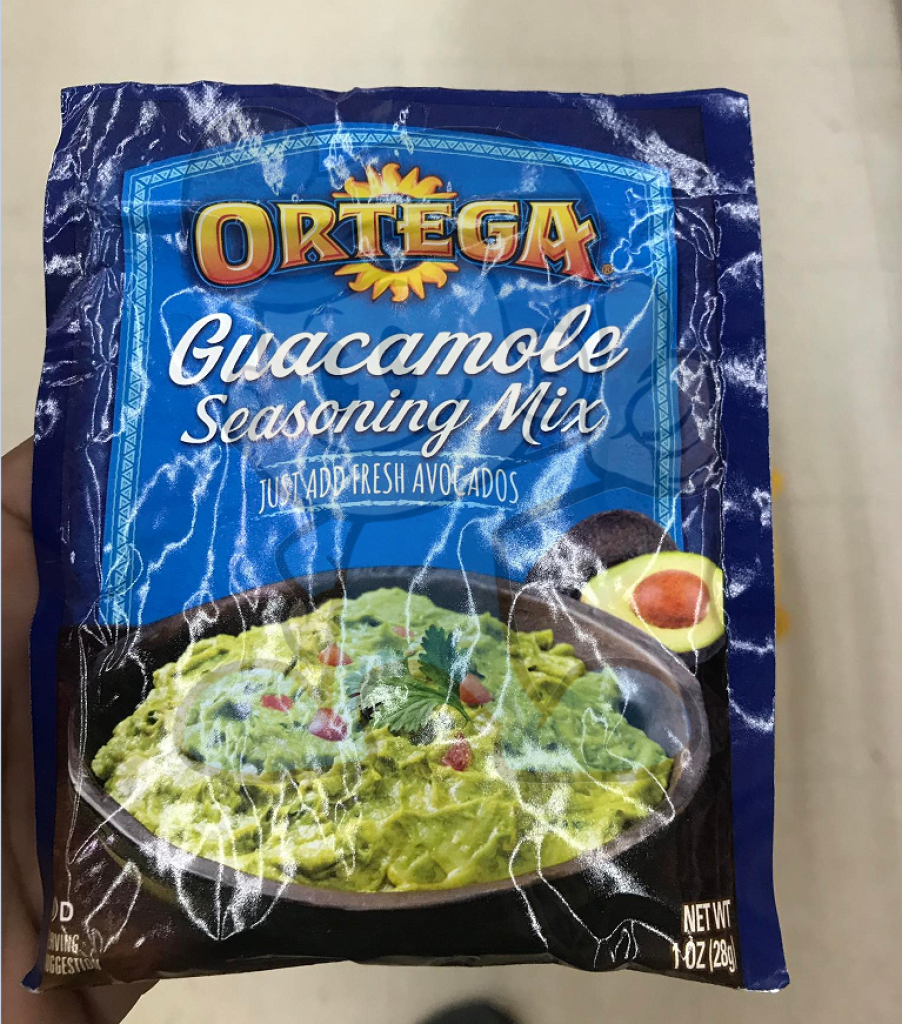 ORTEGA®
Guacamole
Seasoning Mix
JUST ADD FRESH AVOCADOS
D
NET WT
1 OZ (28g)